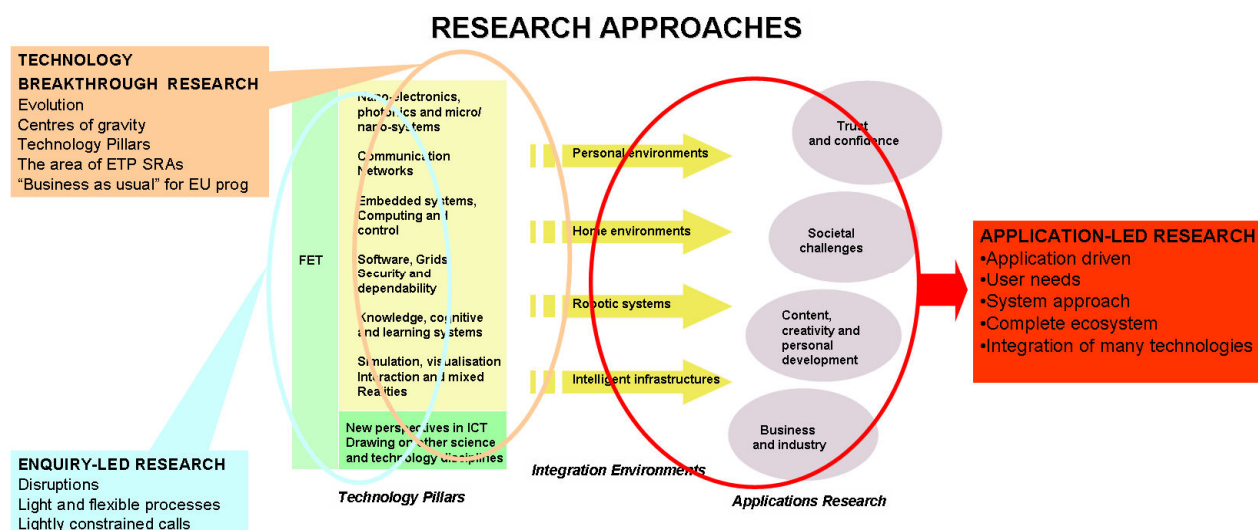 RESEARCH APPROACHES
TECHNOLOGY
BREAKTHROUGH RESEARCH
Evolution
Centres of gravity
Technology Pillars
The area of ETP SRAs
“Business as usual” for EU prog
ENQUIRY-LED RESEARCH
Disruptions
Light and flexible processes
Lightly constrained calls
FET
Nano-electronics,
photonics and micro/
nano-systems
Communication
Networks
Embedded systems,
Computing and
control
Software, Grids
Security and
dependability
Knowledge, cognitive
and learning systems
Simulation, visualisation
Interaction and mixed
Realities
New perspectives in ICT
Drawing on other science
and technology disciplines
Technology Pillars
Personal environments
Home environments
Robotic systems
Intelligent infrastructures
Integration Environments
Trust
and confidence
Societal
challenges
Content,
creativity and
personal
development
Business
and industry
Applications Research
APPLICATION-LED RESEARCH
•Application driven
•User needs
•System approach
•Complete ecosystem
•Integration of many technologies